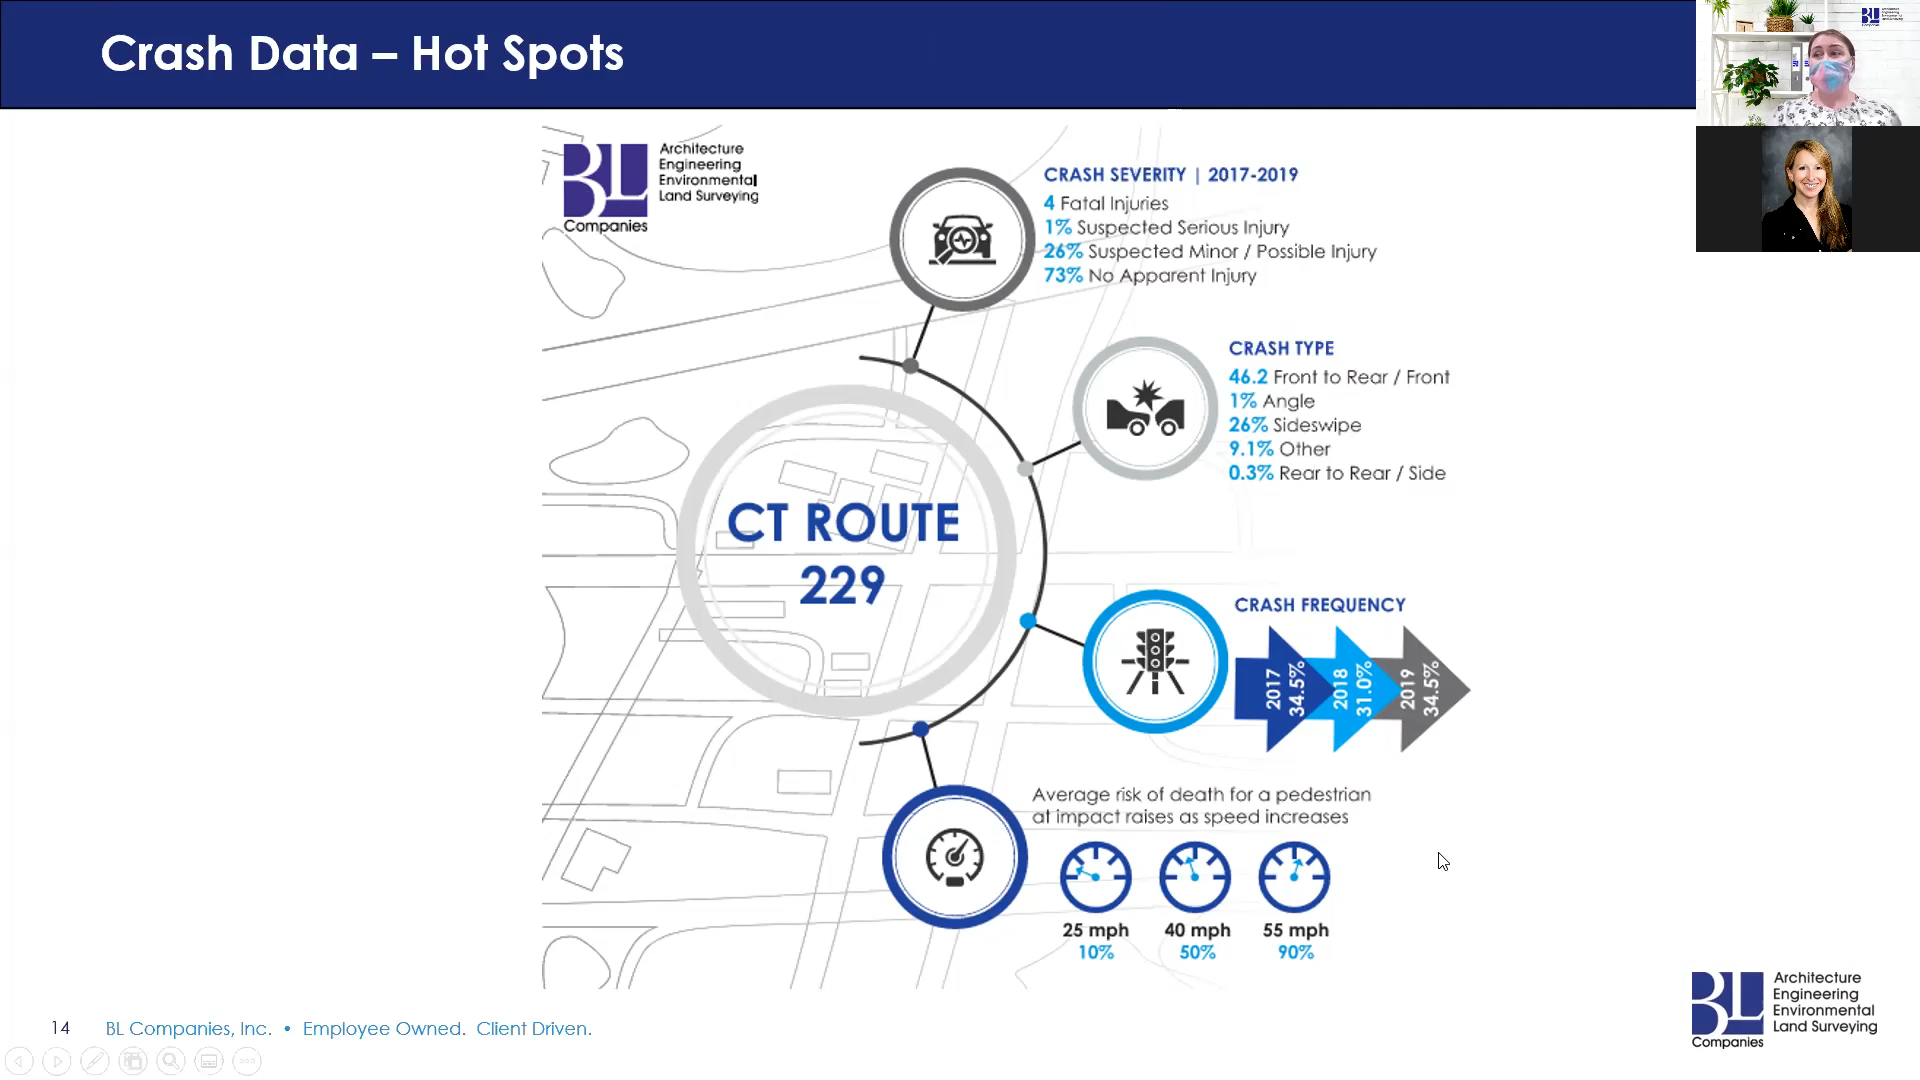 Crash Data – Hot Spots
BL
Companies
Architecture
Engineering
Environmental
Land Surveying
CRASH SEVERITY | 2017-2019
4 Fatal Injuries
1% Suspected Serious Injury
26% Suspected Minor / Possible Injury
73% No Apparent Injury
CRASH TYPE
46.2 Front to Rear / Front
1% Angle
26% Sideswipe
9.1% Other
0.3% Rear to Rear / Side
CT ROUTE
229
CRASH FREQUENCY
2017
34.5%
2018
31.0%
2019
34.5%
Average risk of death for a pedestrian
at impact raises as speed increases
25 mph
10%
40 mph
50%
55 mph
90%
14
BL Companies, Inc. • Employee Owned. Client Driven.
BL
Companies
Architecture
Engineering
Environmental
Land Surveying